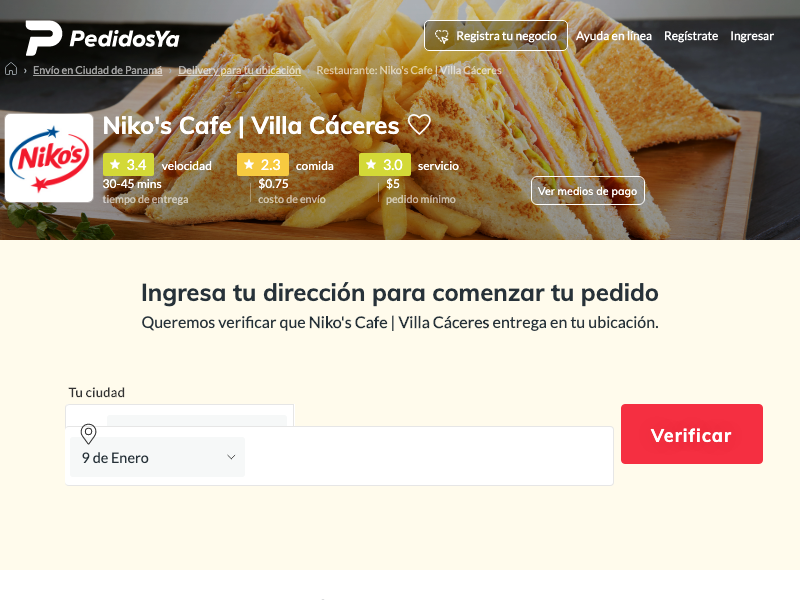 PedidosYa
Registra tu negocio
Ayuda en línea
Regístrate
Ingresar
Envío en Ciudad de Panamá
Delivery para tu ubicación
Restaurante: Niko's Cafe | Villa Cáceres
Niko's
Niko's Cafe | Villa Cáceres
3.4 velocidad
2.3 comida
3.0 servicio
30-45 mins
$0.75
$5
tiempo de entrega
costo de envío
pedido mínimo
Ver medios de pago
Ingresa tu dirección para comenzar tu pedido
Queremos verificar que Niko's Cafe | Villa Cáceres entrega en tu ubicación.
Tu ciudad
9 de Enero
Verificar